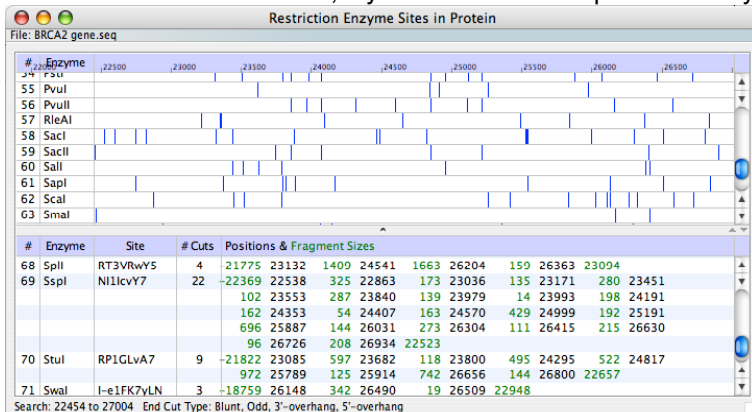 Restriction Enzyme Sites in Protein
File: BRCA2 gene.seq
# Enzyme 22500 23000 23500 24000 24500 25000 25500 26000 26500
54 PstI
55 PvuI
56 PvuII
57 RleAI
58 SacI
59 SacII
60 SalI
61 SapI
62 ScaI
63 SmaI
# Enzyme Site # Cuts Positions & Fragment Sizes
68 SplI RT3VRwY5 4 -21775 23132 1409 24541 1663 26204 159 26363 23094
69 SspI NI1IcvY7 22 -22369 22538 325 22863 173 23036 135 23171 280 23451
102 23553 287 23840 139 23979 14 23993 198 24191
162 24353 54 24407 163 24570 429 24999 192 25191
696 25887 144 26031 273 26304 111 26415 215 26630
96 26726 208 26934 22523
70 StuI RP1GLvA7 9 -21822 23085 597 23682 118 23800 495 24295 522 24817
972 25789 125 25914 742 26656 144 26800 22657
71 SwaI I-e1FK7yLN 3 -18759 26148 342 26490 19 26509 22948
Search: 22454 to 27004 End Cut Type: Blunt, Odd, 3'-overhang, 5'-overhang